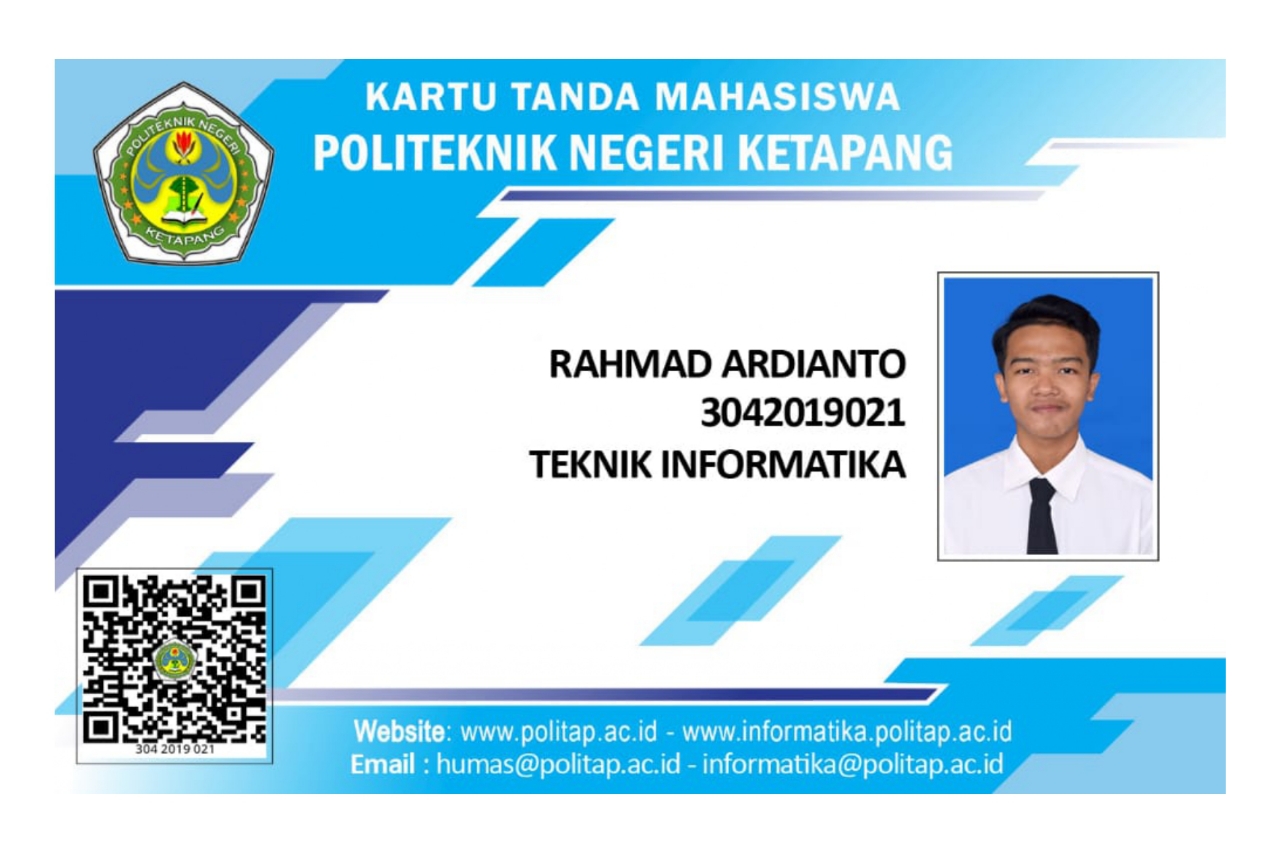 KARTU TANDA MAHASISWA
POLITEKNIK NEGERI KETAPANG
POLITEKNIK NEGERI
KETAPANG
RAHMAD ARDIANTO
3042019021
TEKNIK INFORMATIKA
304 2019 021
Website: www.politap.ac.id - www.informatika.politap.ac.id
Email : humas@politap.ac.id - informatika@politap.ac.id